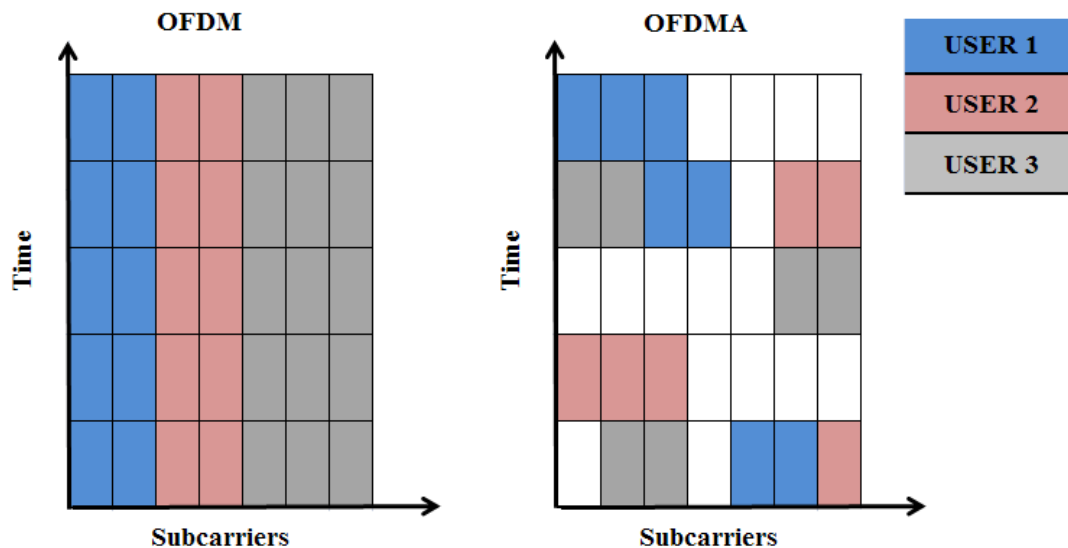 OFDM
OFDMA
USER 1
USER 2
USER 3
Time
Time
Subcarriers
Subcarriers